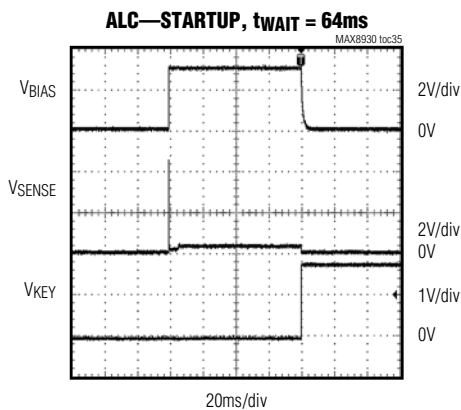 ALC—STARTUP, tWAIT = 64ms
MAX8930 toc35
VBIAS
2V/div
0V
VSENSE
2V/div
0V
VKEY
1V/div
0V
20ms/div